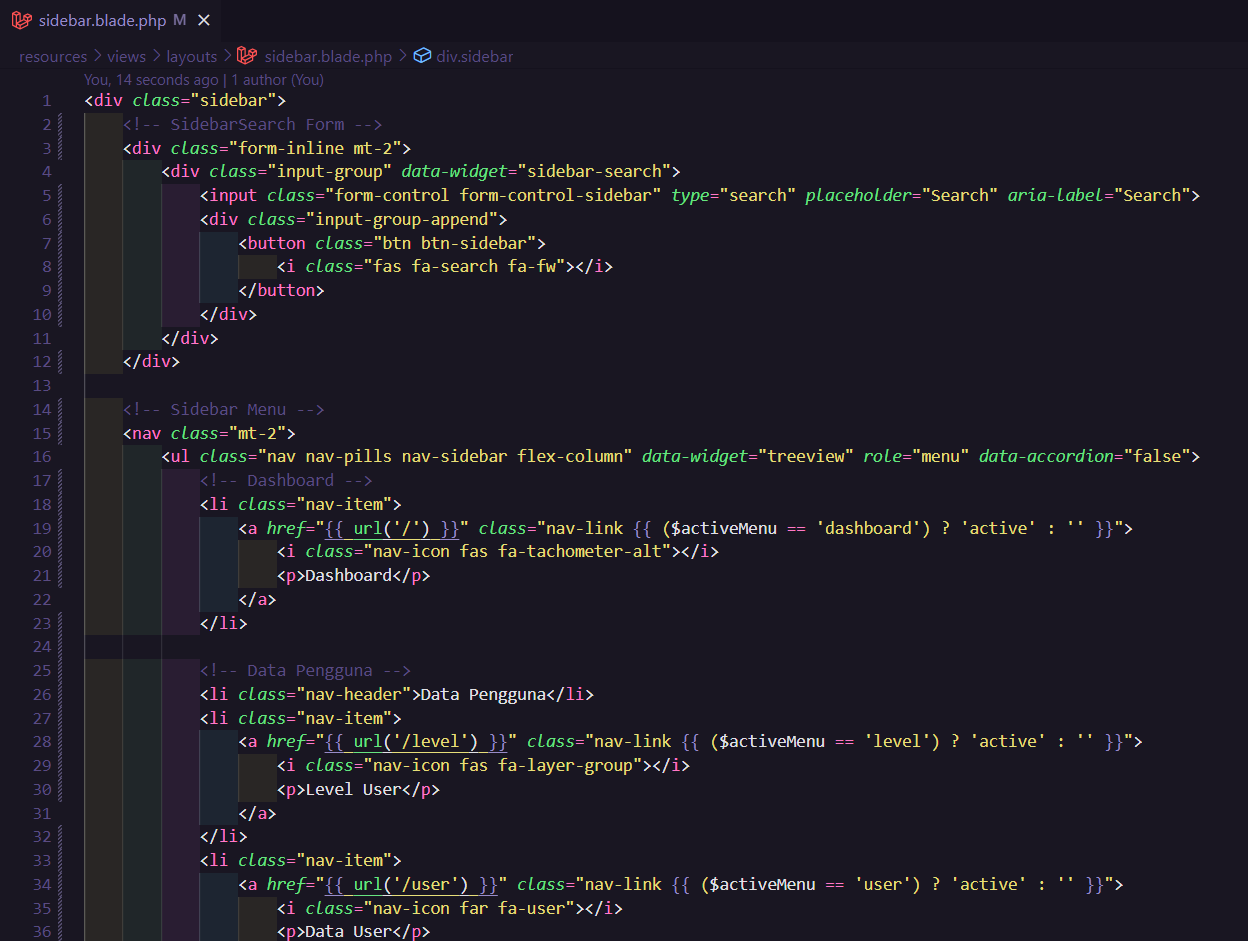 sidebar.blade.php M ×
resources > views > layouts > sidebar.blade.php > div.sidebar
You, 14 seconds ago | 1 author (You)
1 <div class="sidebar">
2 <!-- SidebarSearch Form -->
3 <div class="form-inline mt-2">
4 <div class="input-group" data-widget="sidebar-search">
5 <input class="form-control form-control-sidebar" type="search" placeholder="Search" aria-label="Search">
6 <div class="input-group-append">
7 <button class="btn btn-sidebar">
8 <i class="fas fa-search fa-fw"></i>
9 </button>
10 </div>
11 </div>
12 </div>
13
14 <!-- Sidebar Menu -->
15 <nav class="mt-2">
16 <ul class="nav nav-pills nav-sidebar flex-column" data-widget="treeview" role="menu" data-accordion="false">
17 <!-- Dashboard -->
18 <li class="nav-item">
19 <a href="{{ url('/') }}" class="nav-link {{ ($activeMenu == 'dashboard') ? 'active' : '' }}">
20 <i class="nav-icon fas fa-tachometer-alt"></i>
21 <p>Dashboard</p>
22 </a>
23 </li>
24
25 <!-- Data Pengguna -->
26 <li class="nav-header">Data Pengguna</li>
27 <li class="nav-item">
28 <a href="{{ url('/level') }}" class="nav-link {{ ($activeMenu == 'level') ? 'active' : '' }}">
29 <i class="nav-icon fas fa-layer-group"></i>
30 <p>Level User</p>
31 </a>
32 </li>
33 <li class="nav-item">
34 <a href="{{ url('/user') }}" class="nav-link {{ ($activeMenu == 'user') ? 'active' : '' }}">
35 <i class="nav-icon far fa-user"></i>
36 <p>Data User</p>